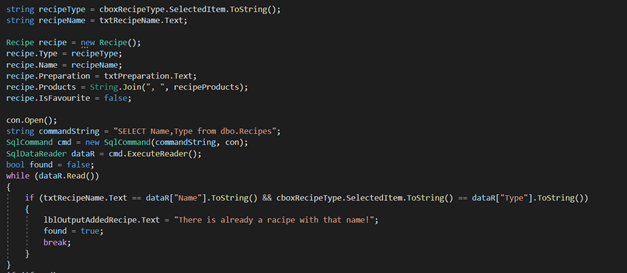 string recipeType = cboxRecipeType.SelectedItem.ToString();
string recipeName = txtRecipeName.Text;
Recipe recipe = new Recipe();
recipe.Type = recipeType;
recipe.Name = recipeName;
recipe.Preparation = txtPreparation.Text;
recipe.Products = String.Join(", ", recipeProducts);
recipe.IsFavourite = false;
con.Open();
string commandString = "SELECT Name,Type from dbo.Recipes";
SqlCommand cmd = new SqlCommand(commandString, con);
SqlDataReader dataR = cmd.ExecuteReader();
bool found = false;
while (dataR.Read())
{
if (txtRecipeName.Text == dataR["Name"].ToString() && cboxRecipeType.SelectedItem.ToString() == dataR["Type"].ToString())
{
lblOutputAddedRecipe.Text = "There is already a racipe with that name!";
found = true;
break;
}
}